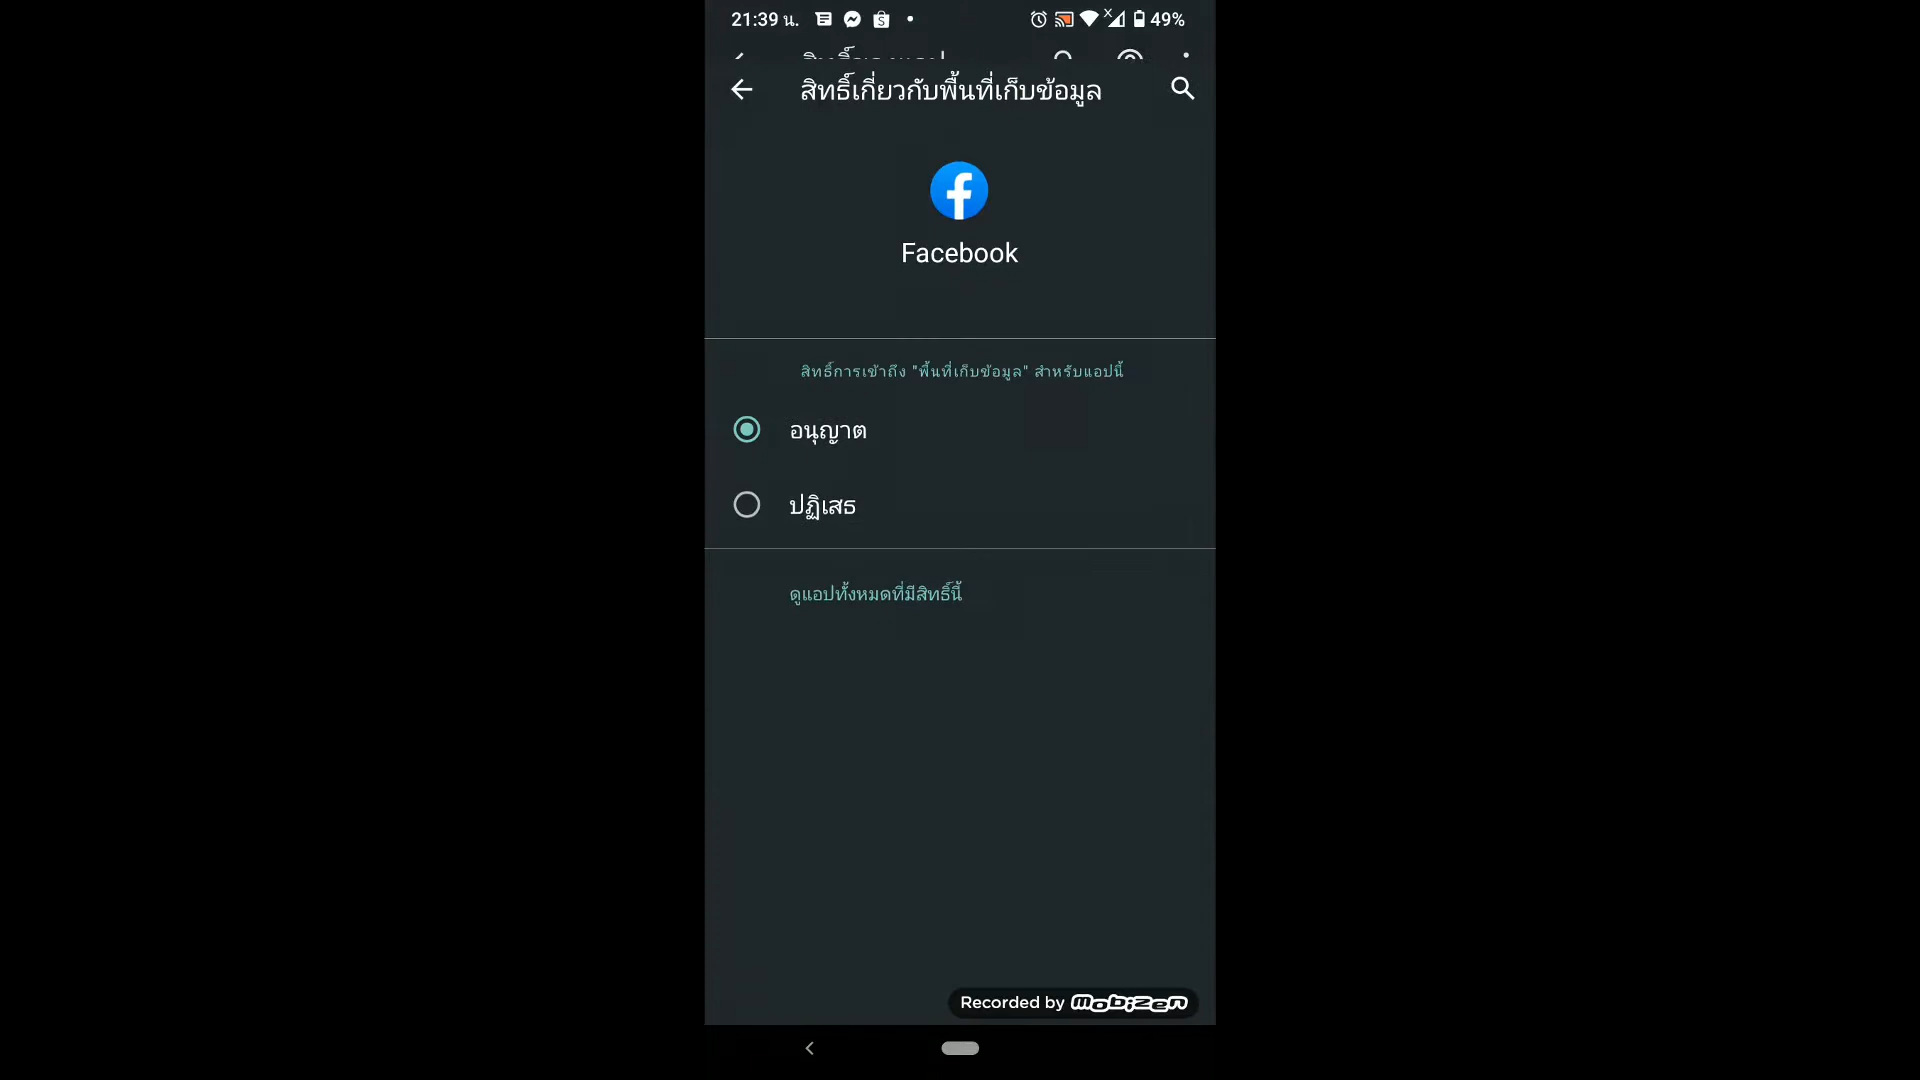 21:39 น.
49%
สิทธิ์เกี่ยวกับพื้นที่เก็บข้อมูล
Facebook
สิทธิ์การเข้าถึง "พื้นที่เก็บข้อมูล" สำหรับแอปนี้
อนุญาต
ปฏิเสธ
ดูแอปทั้งหมดที่มีสิทธิ์นี้
Recorded by Mobizen